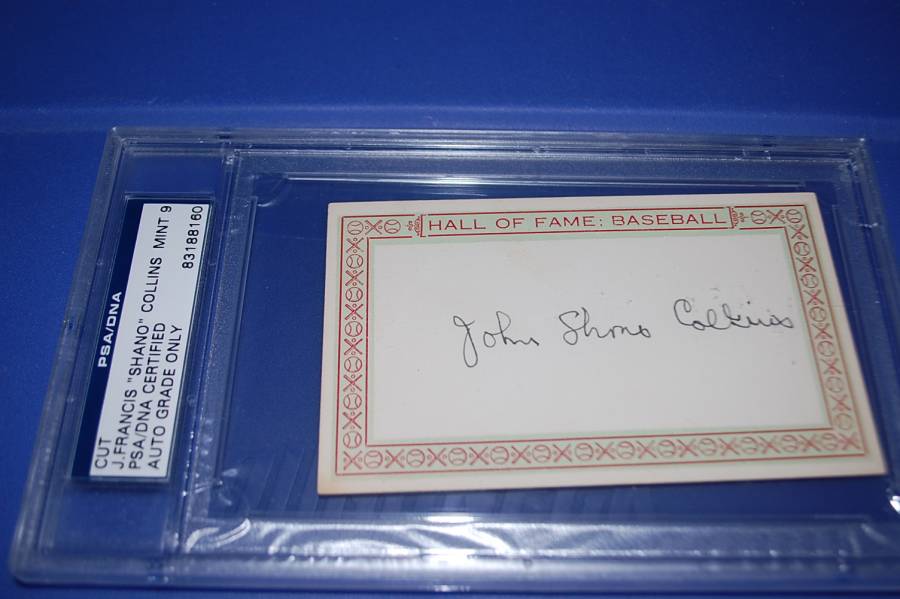 PSA/DNA
CUT
J.FRANCIS "SHANO" COLLINS MINT 9
PSA/DNA CERTIFIED 83188160
AUTO GRADE ONLY
HALL OF FAME: BASEBALL
John Shano Collins